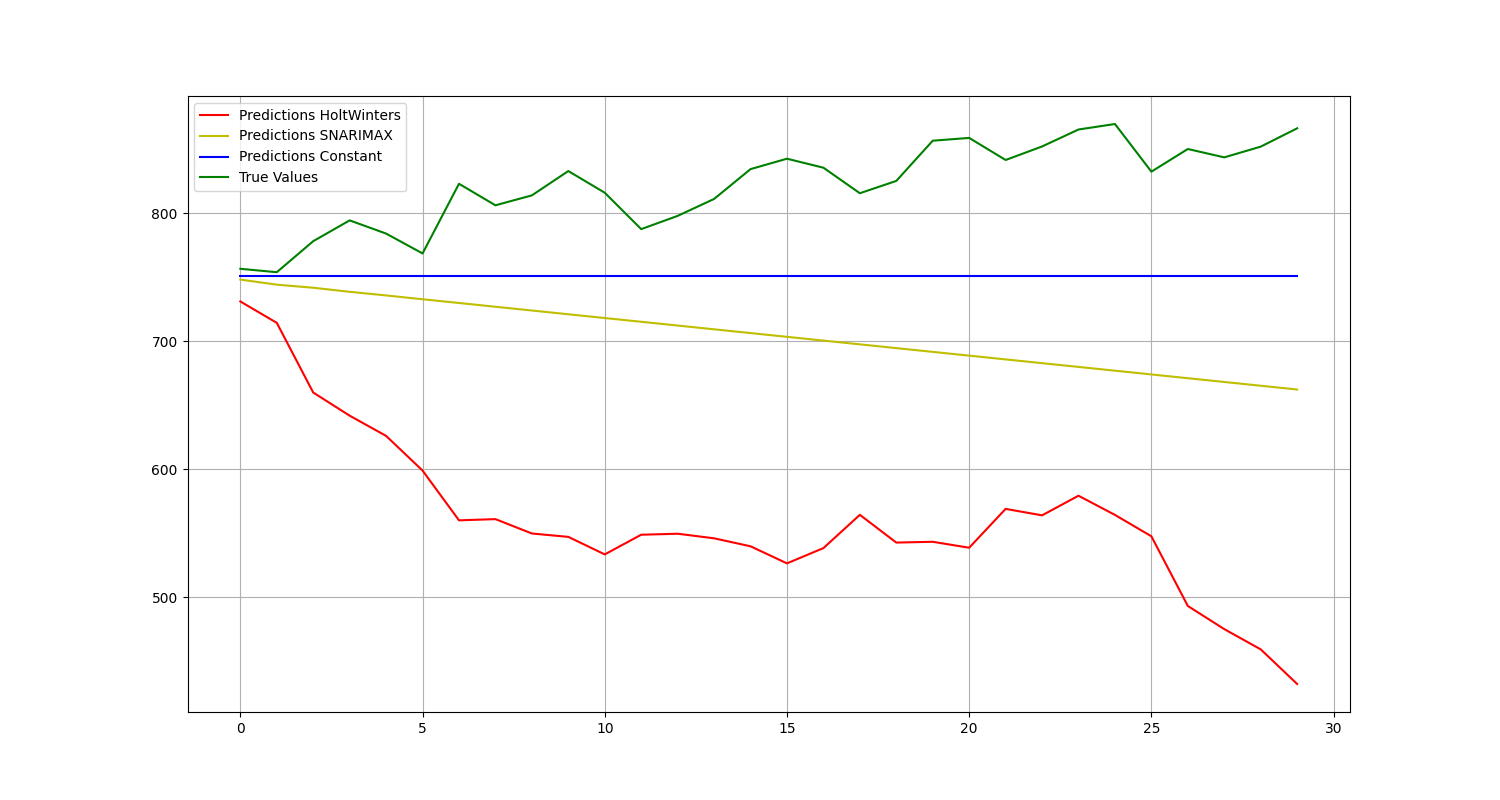 Predictions HoltWinters
Predictions SNARIMAX
Predictions Constant
True Values
800
700
600
500
0 5 10 15 20 25 30